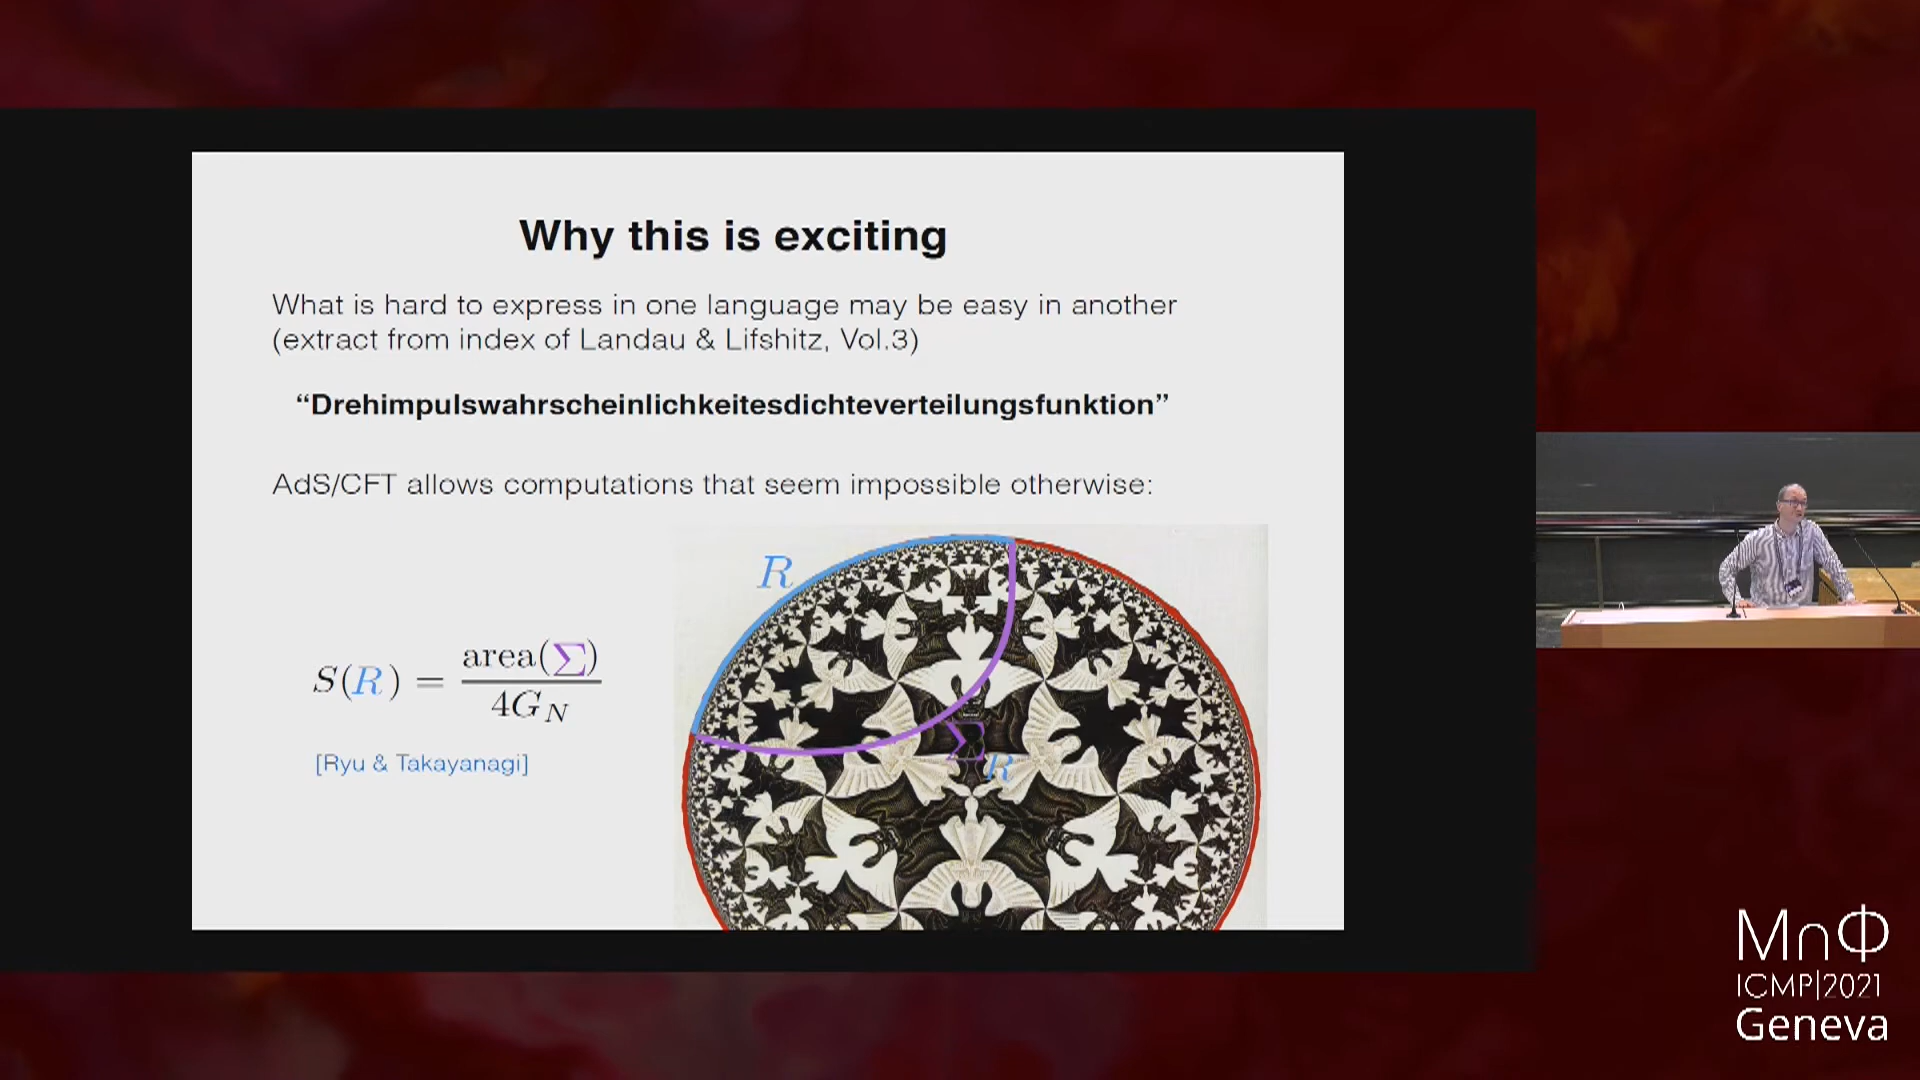 Why this is exciting
What is hard to express in one language may be easy in another
(extract from index of Landau & Lifshitz, Vol.3)
“Drehimpulswahrscheinlichkeitesdichteverteilungsfunktion”
AdS/CFT allows computations that seem impossible otherwise:
R
S(R) = area(Σ) / 4G_N
Σ_R
[Ryu & Takayanagi]
M∩Φ
ICMP|2021
Geneva